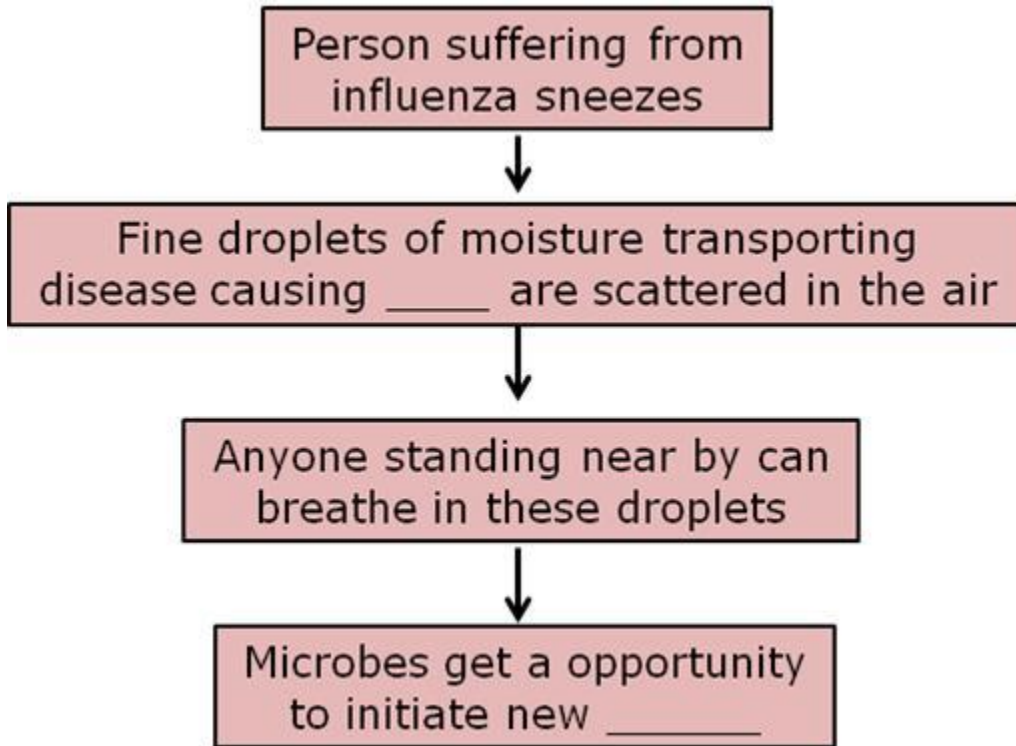 Person suffering from
influenza sneezes
Fine droplets of moisture transporting
disease causing _____ are scattered in the air
Anyone standing near by can
breathe in these droplets
Microbes get a opportunity
to initiate new _______